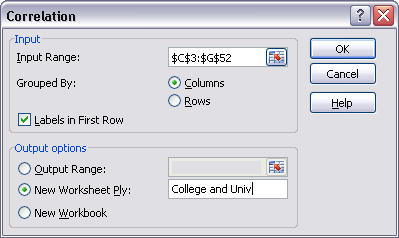 Correlation
Input
Input Range:
$C$3:$G$52
OK
Cancel
Grouped By:
Columns
Rows
Help
Labels in First Row
Output options
Output Range:
New Worksheet Ply:
College and Univ
New Workbook